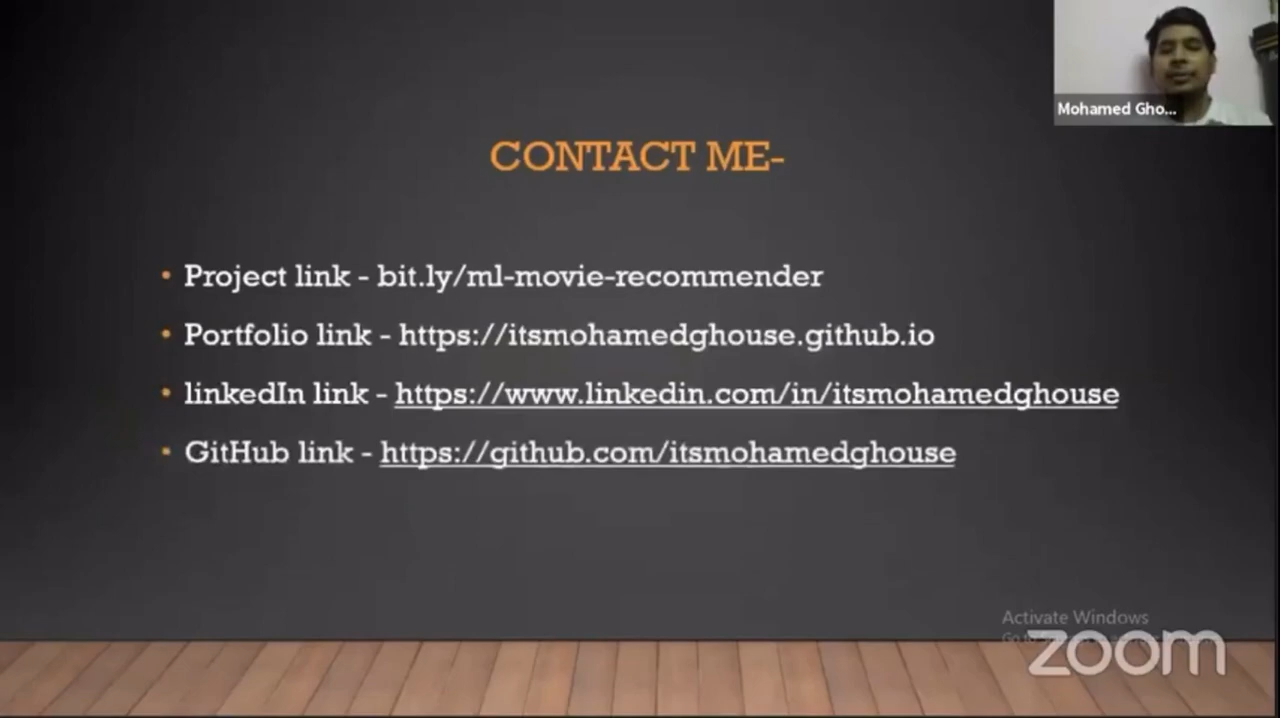 Mohamed Gho...
CONTACT ME-
• Project link - bit.ly/ml-movie-recommender
• Portfolio link - https://itsmohamedghouse.github.io
• linkedIn link - https://www.linkedin.com/in/itsmohamedghouse
• GitHub link - https://github.com/itsmohamedghouse
Activate Windows
zoom